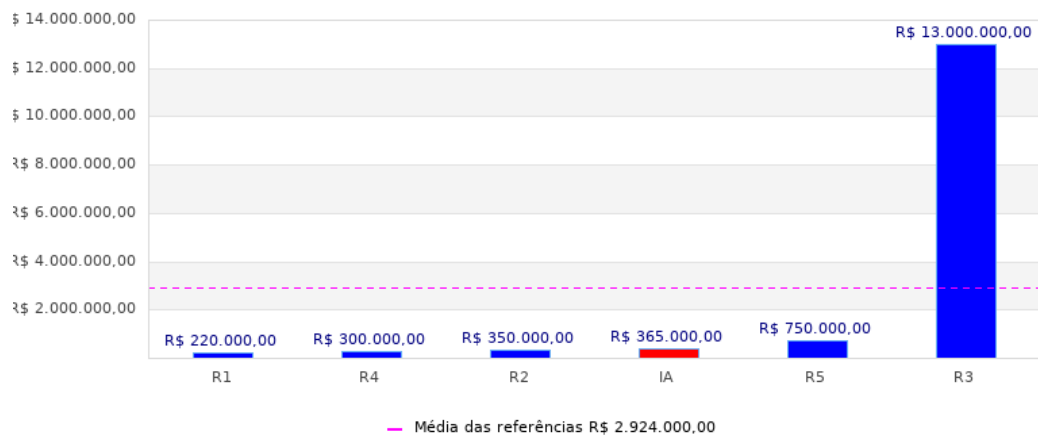 $ 14.000.000,00
$ 12.000.000,00
$ 10.000.000,00
R$ 8.000.000,00
R$ 6.000.000,00
R$ 4.000.000,00
R$ 2.000.000,00
R$ 220.000,00
R$ 300.000,00
R$ 350.000,00
R$ 365.000,00
R$ 750.000,00
R$ 13.000.000,00
R1 R4 R2 IA R5 R3
Média das referências R$ 2.924.000,00